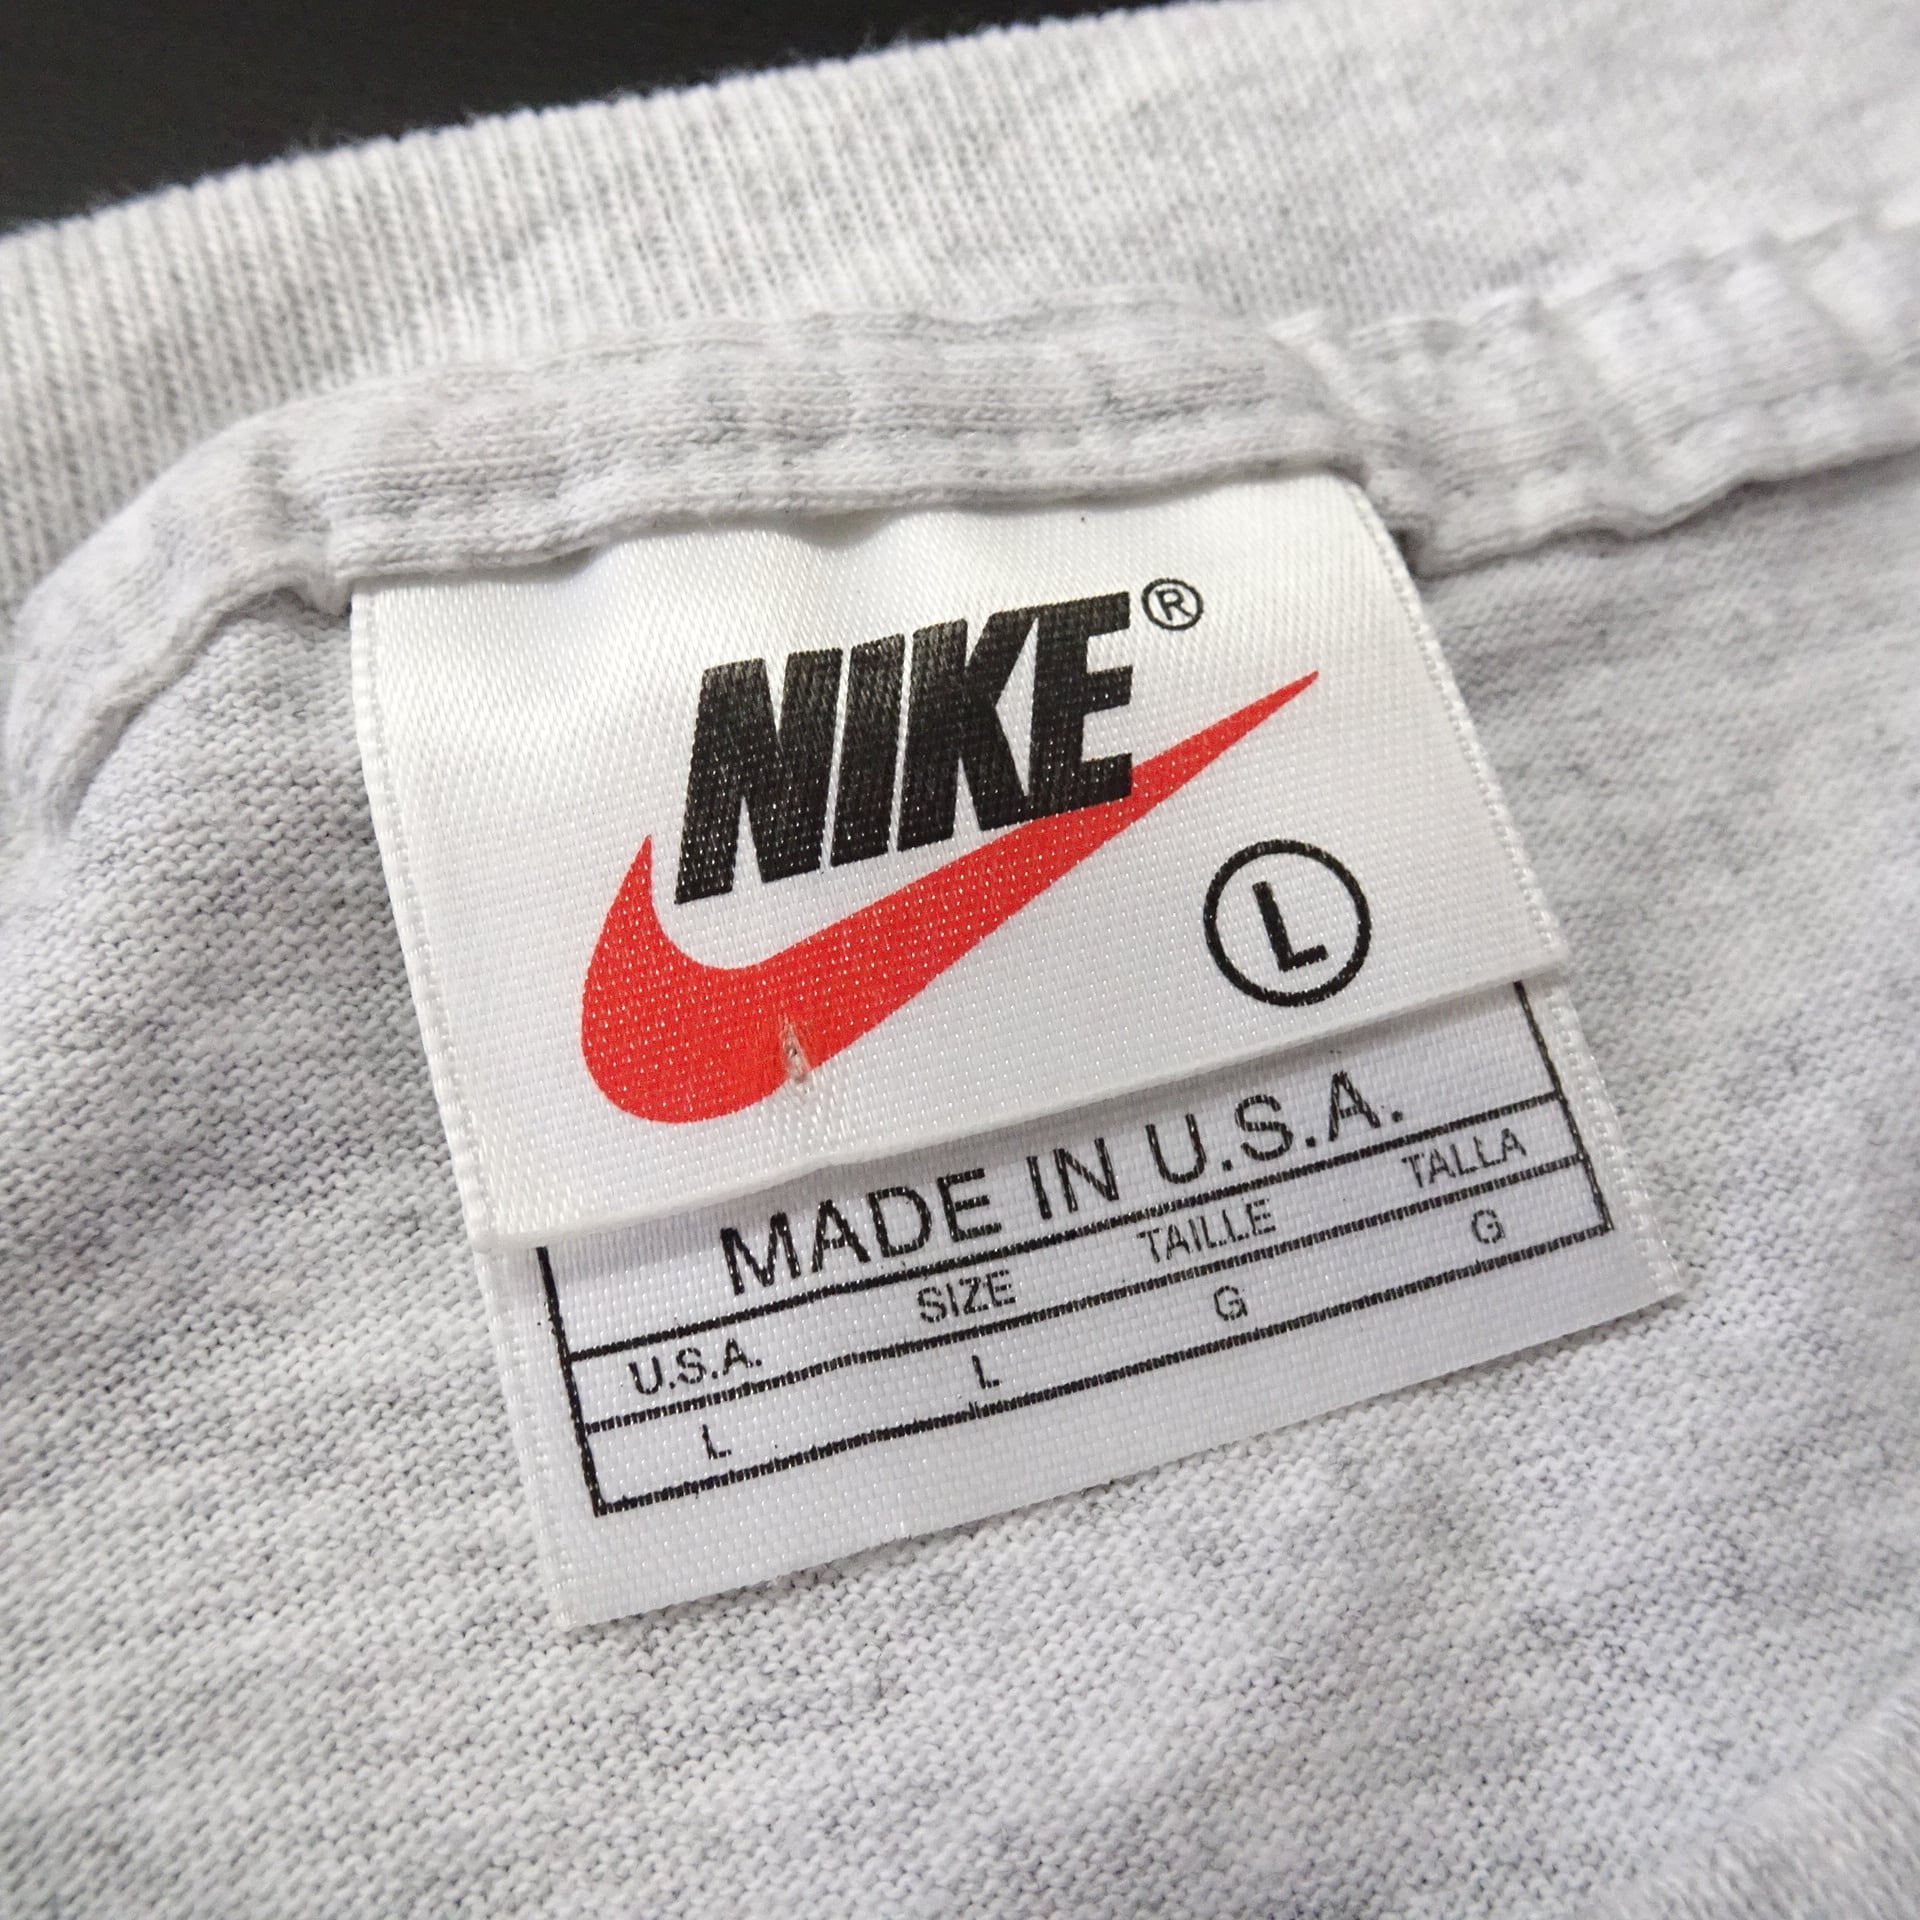 NIKE®
L
MADE IN U.S.A.
U.S.A. SIZE TAILLE TALLA
L L G G